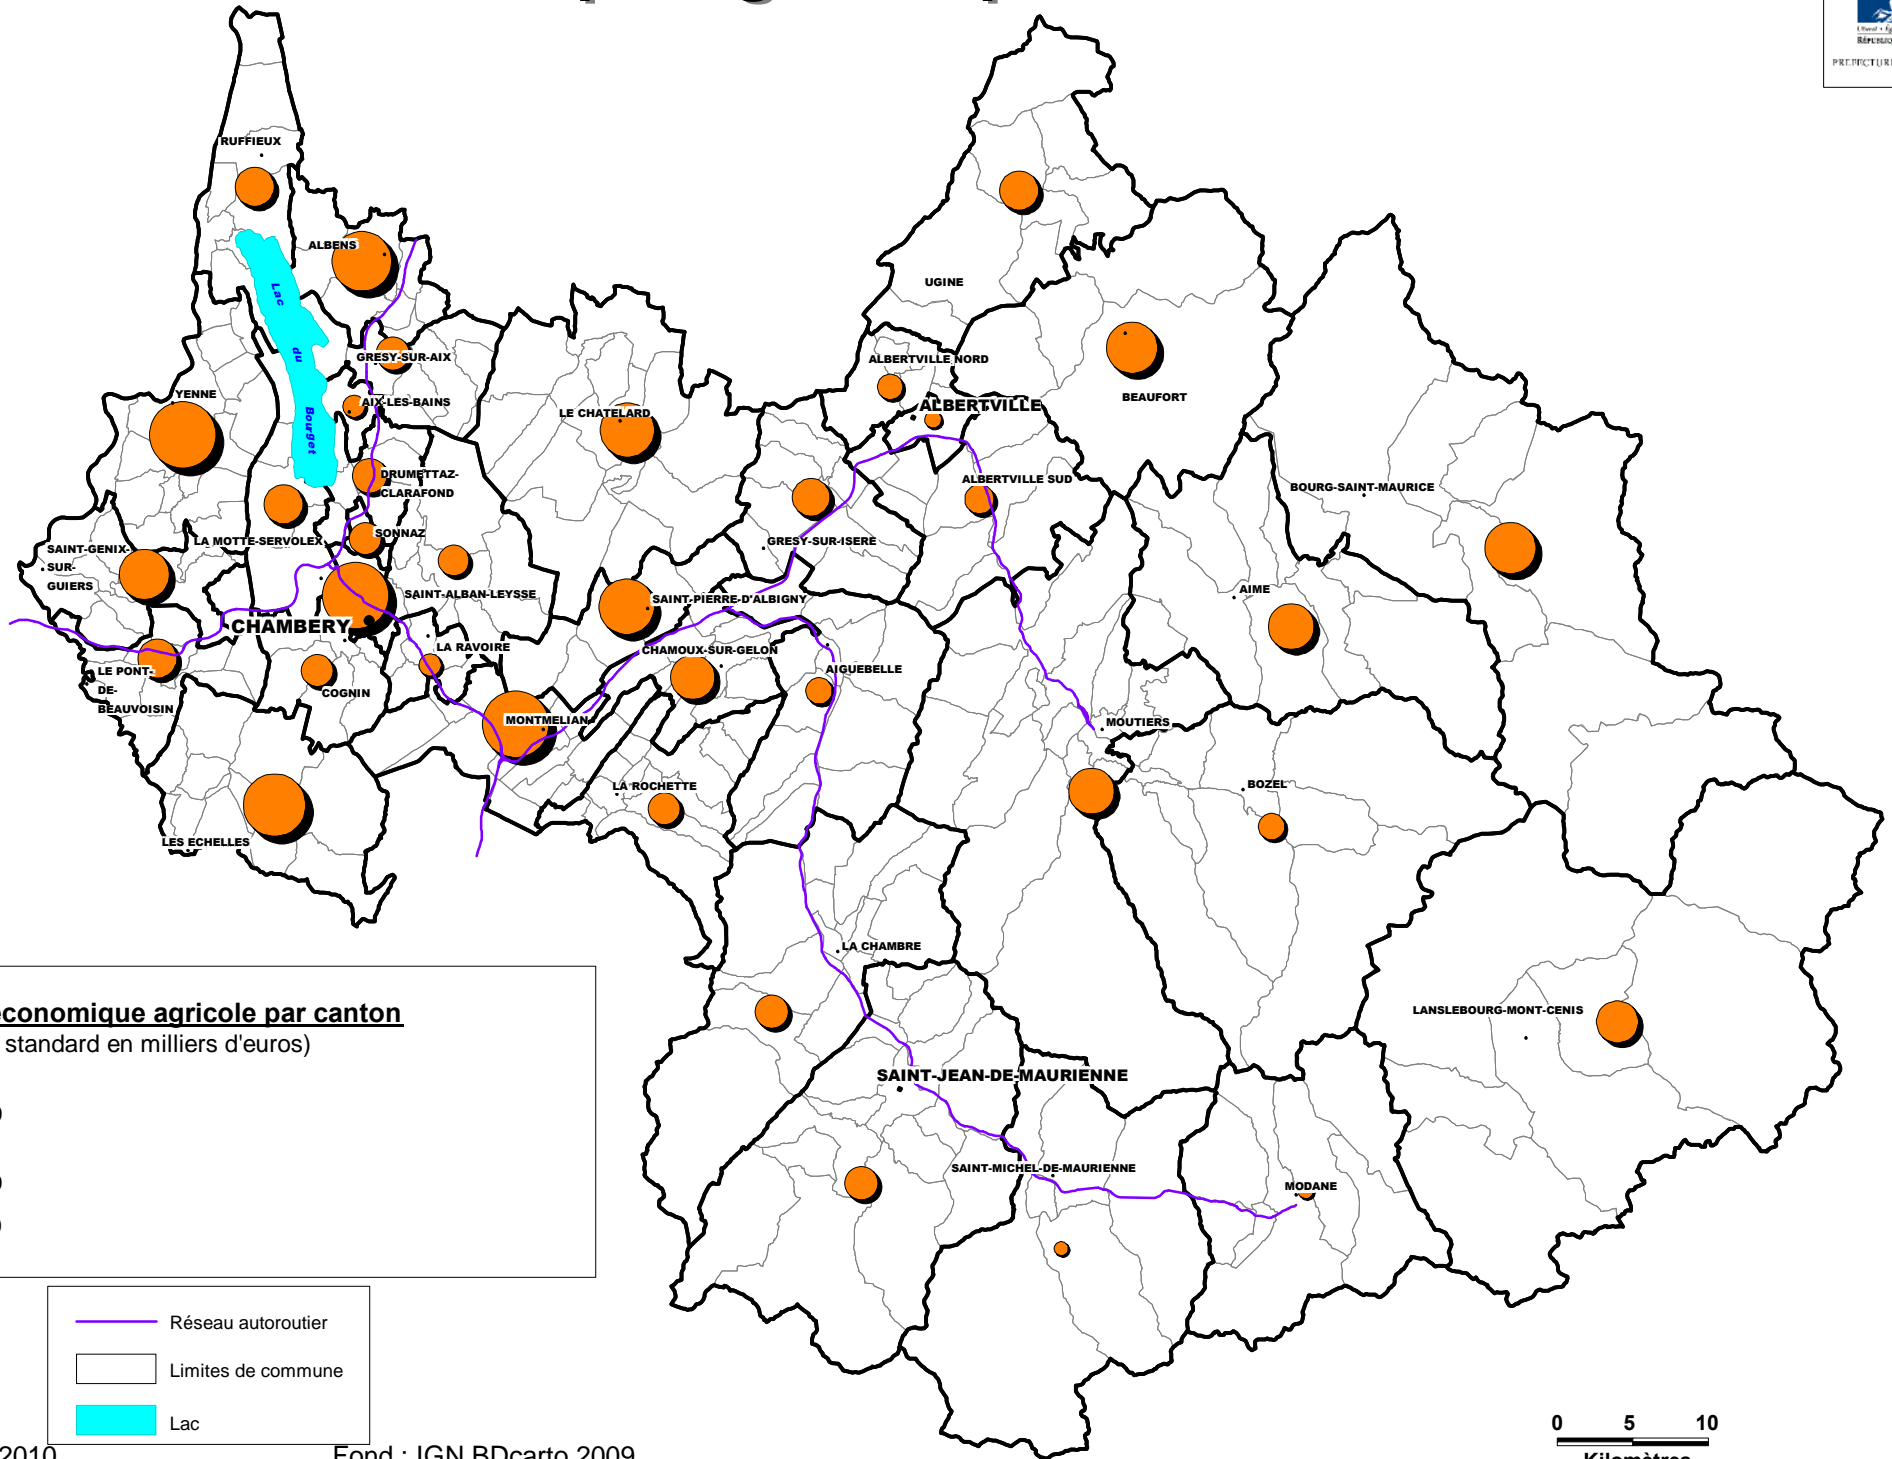 PREFECTURE
RUFFIEUX
ALBENS
Lac
du
Bourget
UGINE
GRESY-SUR-AIX
ALBERTVILLE NORD
YENNE
AIX-LES-BAINS
LE CHATELARD
ALBERTVILLE
BEAUFORT
DRUMETTAZ-
CLARAFOND
ALBERTVILLE SUD
BOURG-SAINT-MAURICE
SONNAZ
LA MOTTE-SERVOLEX
GRESY-SUR-ISERE
SAINT-GENIX-
SUR-
GUIERS
SAINT-ALBAN-LEYSSE
SAINT-PIERRE-D'ALBIGNY
AIME
CHAMBERY
LA RAVOIRE
CHAMOUX-SUR-GELON
AIGUEBELLE
LE PONT-
DE-
BEAUVOISIN
COGNIN
MONTMELIAN
MOUTIERS
LA ROCHETTE
BOZEL
LES ECHELLES
LA CHAMBRE
LANSLEBOURG-MONT-CENIS
SAINT-JEAN-DE-MAURIENNE
SAINT-MICHEL-DE-MAURIENNE
MODANE
économique agricole par canton
standard en milliers d'euros)
Réseau autoroutier
Limites de commune
Lac
2010
Fond : IGN BDcarto 2009
0 5 10
Kilomètres